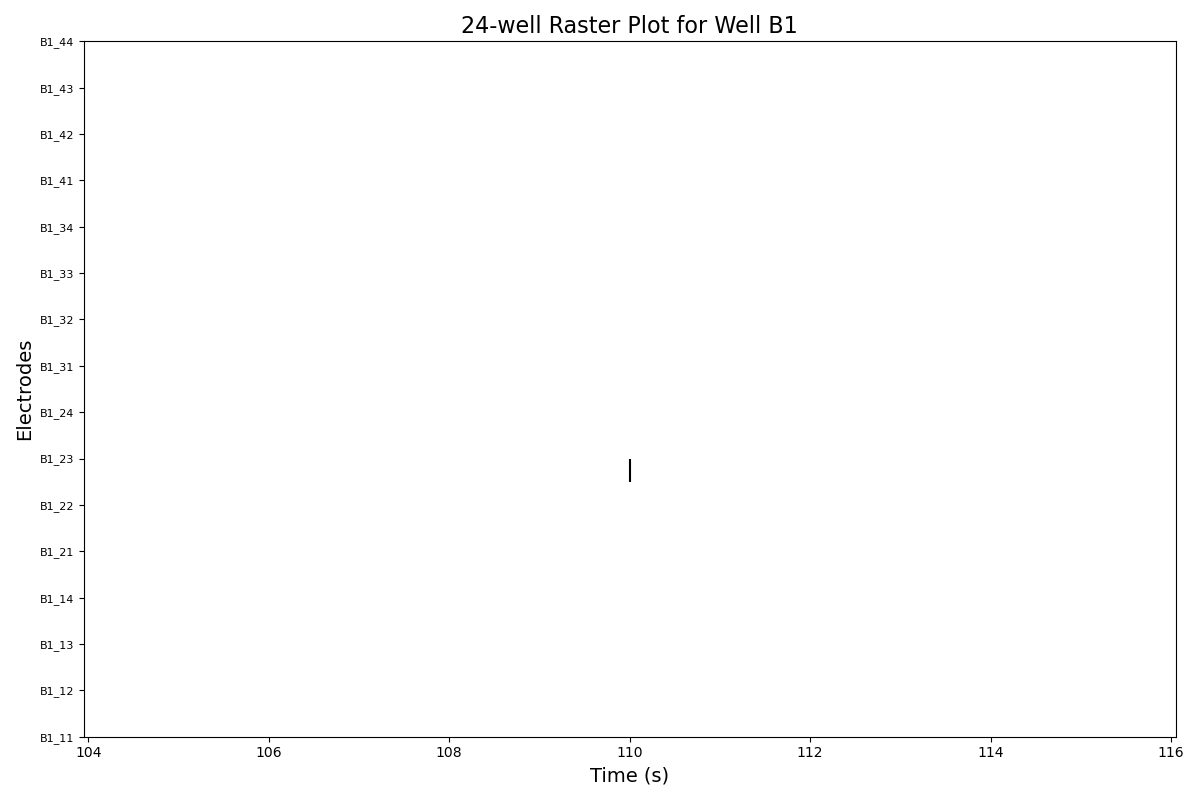 24-well Raster Plot for Well B1
B1_44
B1_43
B1_42
B1_41
B1_34
B1_33
B1_32
B1_31
B1_24
B1_23
B1_22
B1_21
B1_14
B1_13
B1_12
B1_11
Electrodes
104 106 108 110 112 114 116
Time (s)